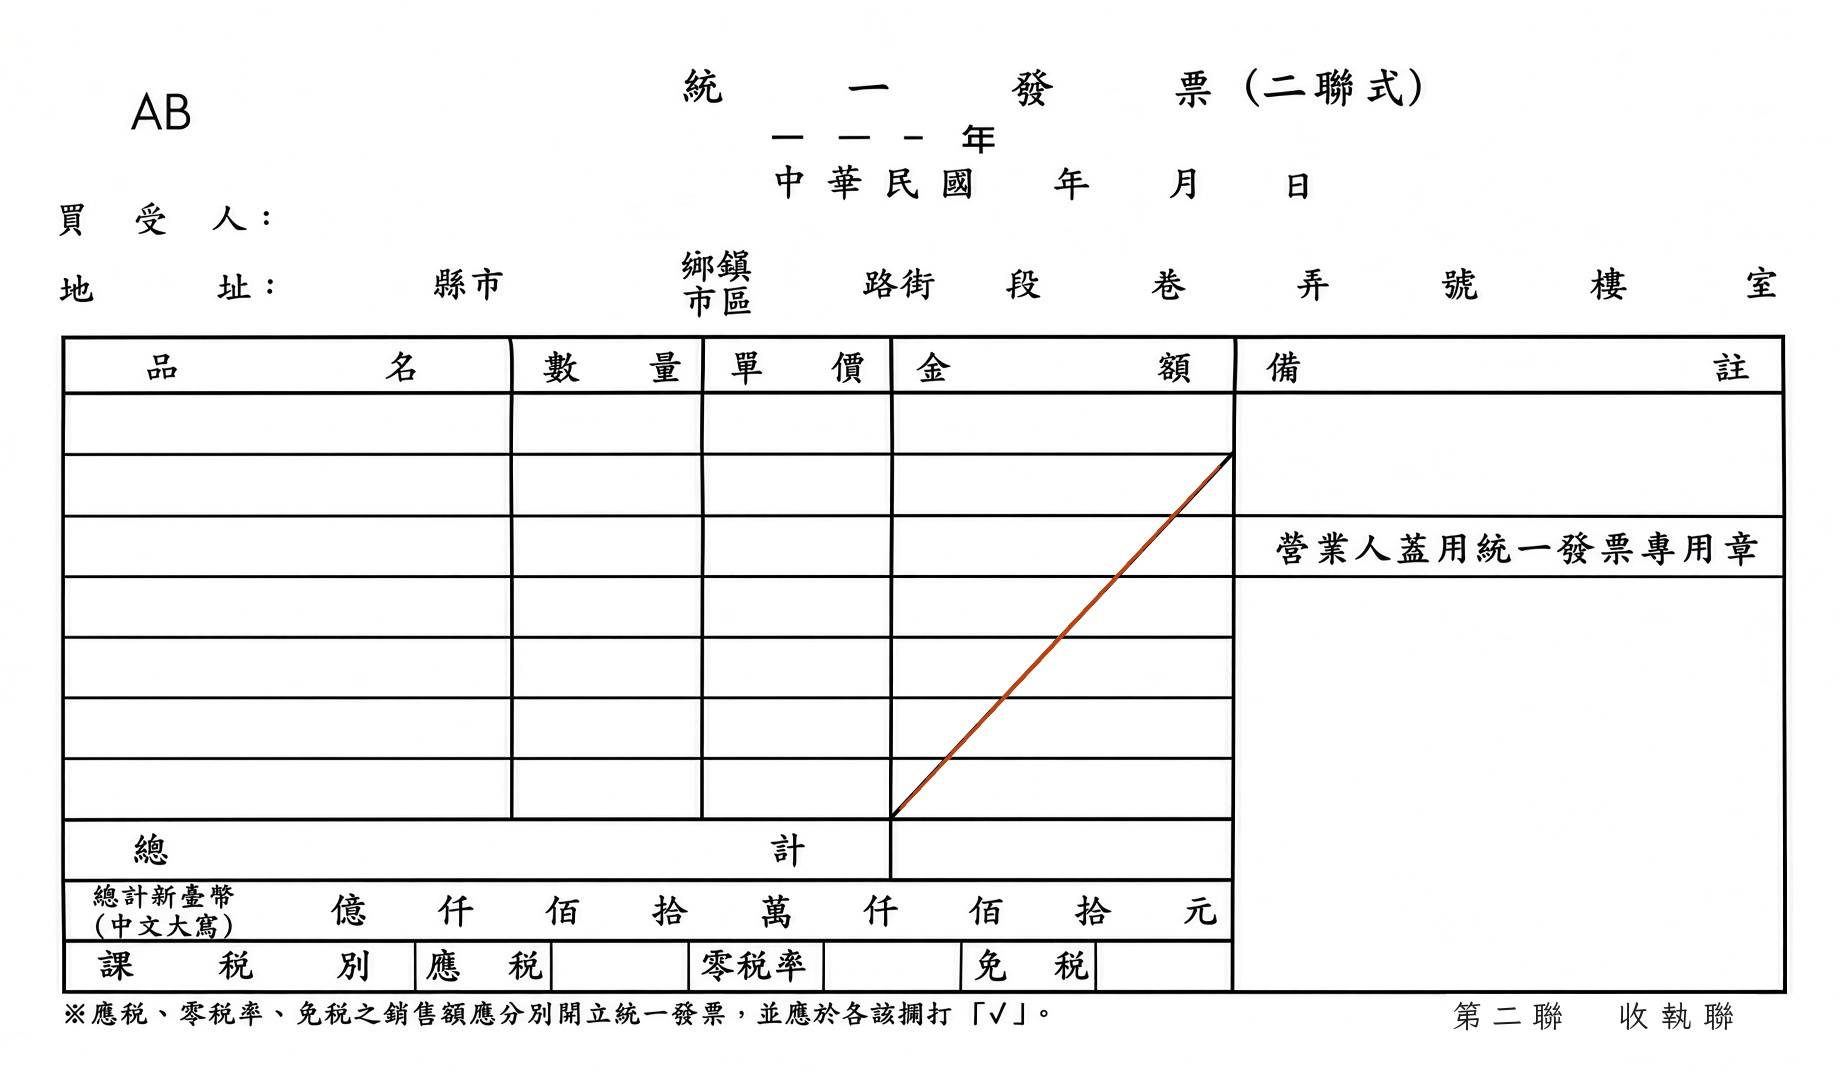 AB
統一發票(二聯式)
一 一 - 年
中華民國 年 月 日
買受人:
地址: 縣市 鄉鎮市區 路街 段 巷 弄 號 樓 室
品名 數量 單價 金額 備註
營業人蓋用統一發票專用章
總計
總計新臺幣(中文大寫) 億 仟 佰 拾 萬 仟 佰 拾 元
課稅別 應稅 零稅率 免稅
※應稅、零稅率、免稅之銷售額應分別開立統一發票,並應於各該欄打「✓」。
第二聯 收執聯